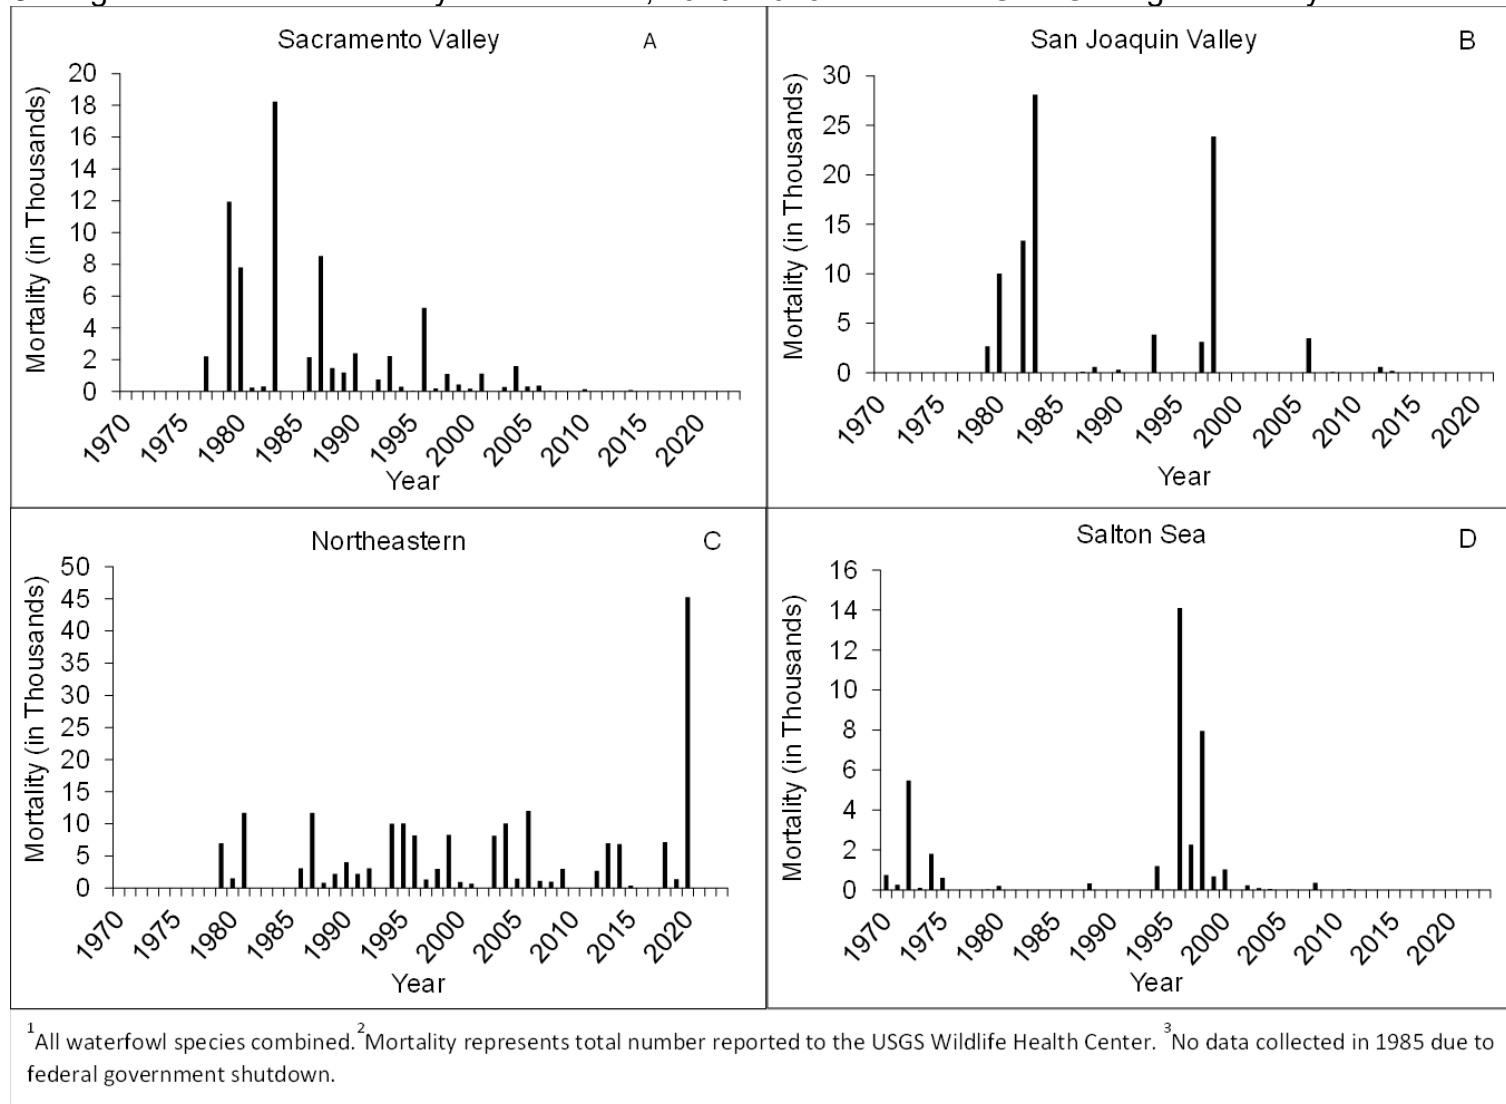 Sacramento Valley A
Mortality (in Thousands)
20
18
16
14
12
10
8
6
4
2
0
1970 1975 1980 1985 1990 1995 2000 2005 2010 2015 2020
Year
San Joaquin Valley B
Mortality (in Thousands)
30
25
20
15
10
5
0
1970 1975 1980 1985 1990 1995 2000 2005 2010 2015 2020
Year
Northeastern C
Mortality (in Thousands)
50
45
40
35
30
25
20
15
10
5
0
1970 1975 1980 1985 1990 1995 2000 2005 2010 2015 2020
Year
Salton Sea D
Mortality (in Thousands)
16
14
12
10
8
6
4
2
0
1970 1975 1980 1985 1990 1995 2000 2005 2010 2015 2020
Year
1All waterfowl species combined. 2Mortality represents total number reported to the USGS Wildlife Health Center. 3No data collected in 1985 due to
federal government shutdown.